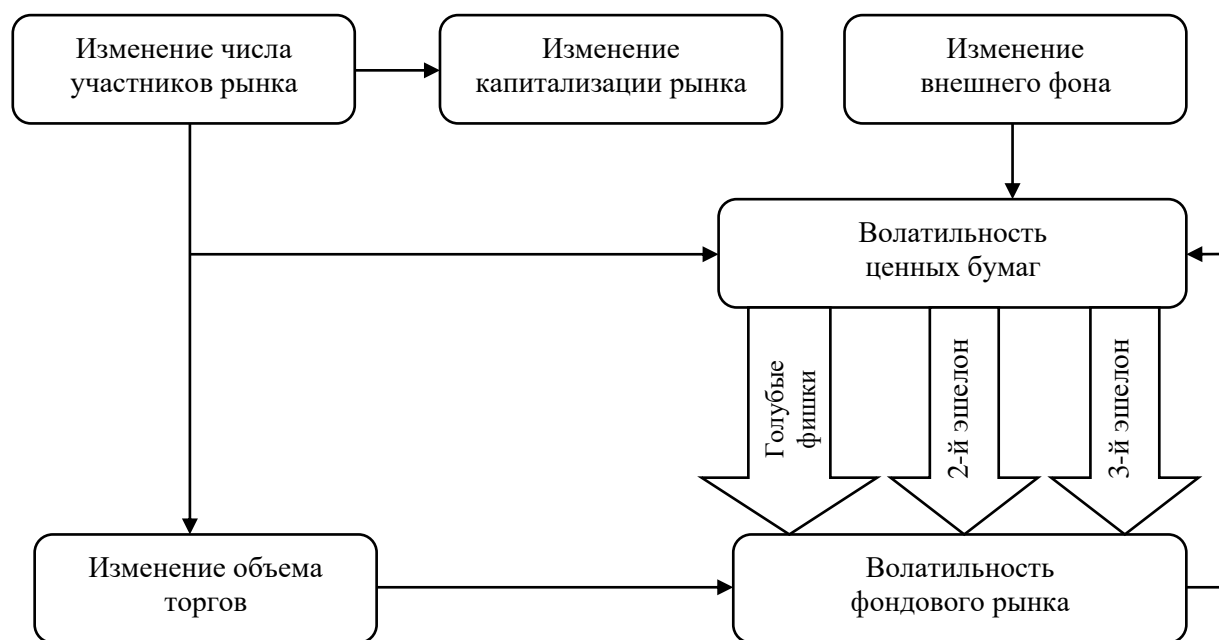 Изменение числа
участников рынка
Изменение
капитализации рынка
Изменение
внешнего фона
Волатильность
ценных бумаг
Голубые
фишки
2-й эшелон
3-й эшелон
Изменение объема
торгов
Волатильность
фондового рынка